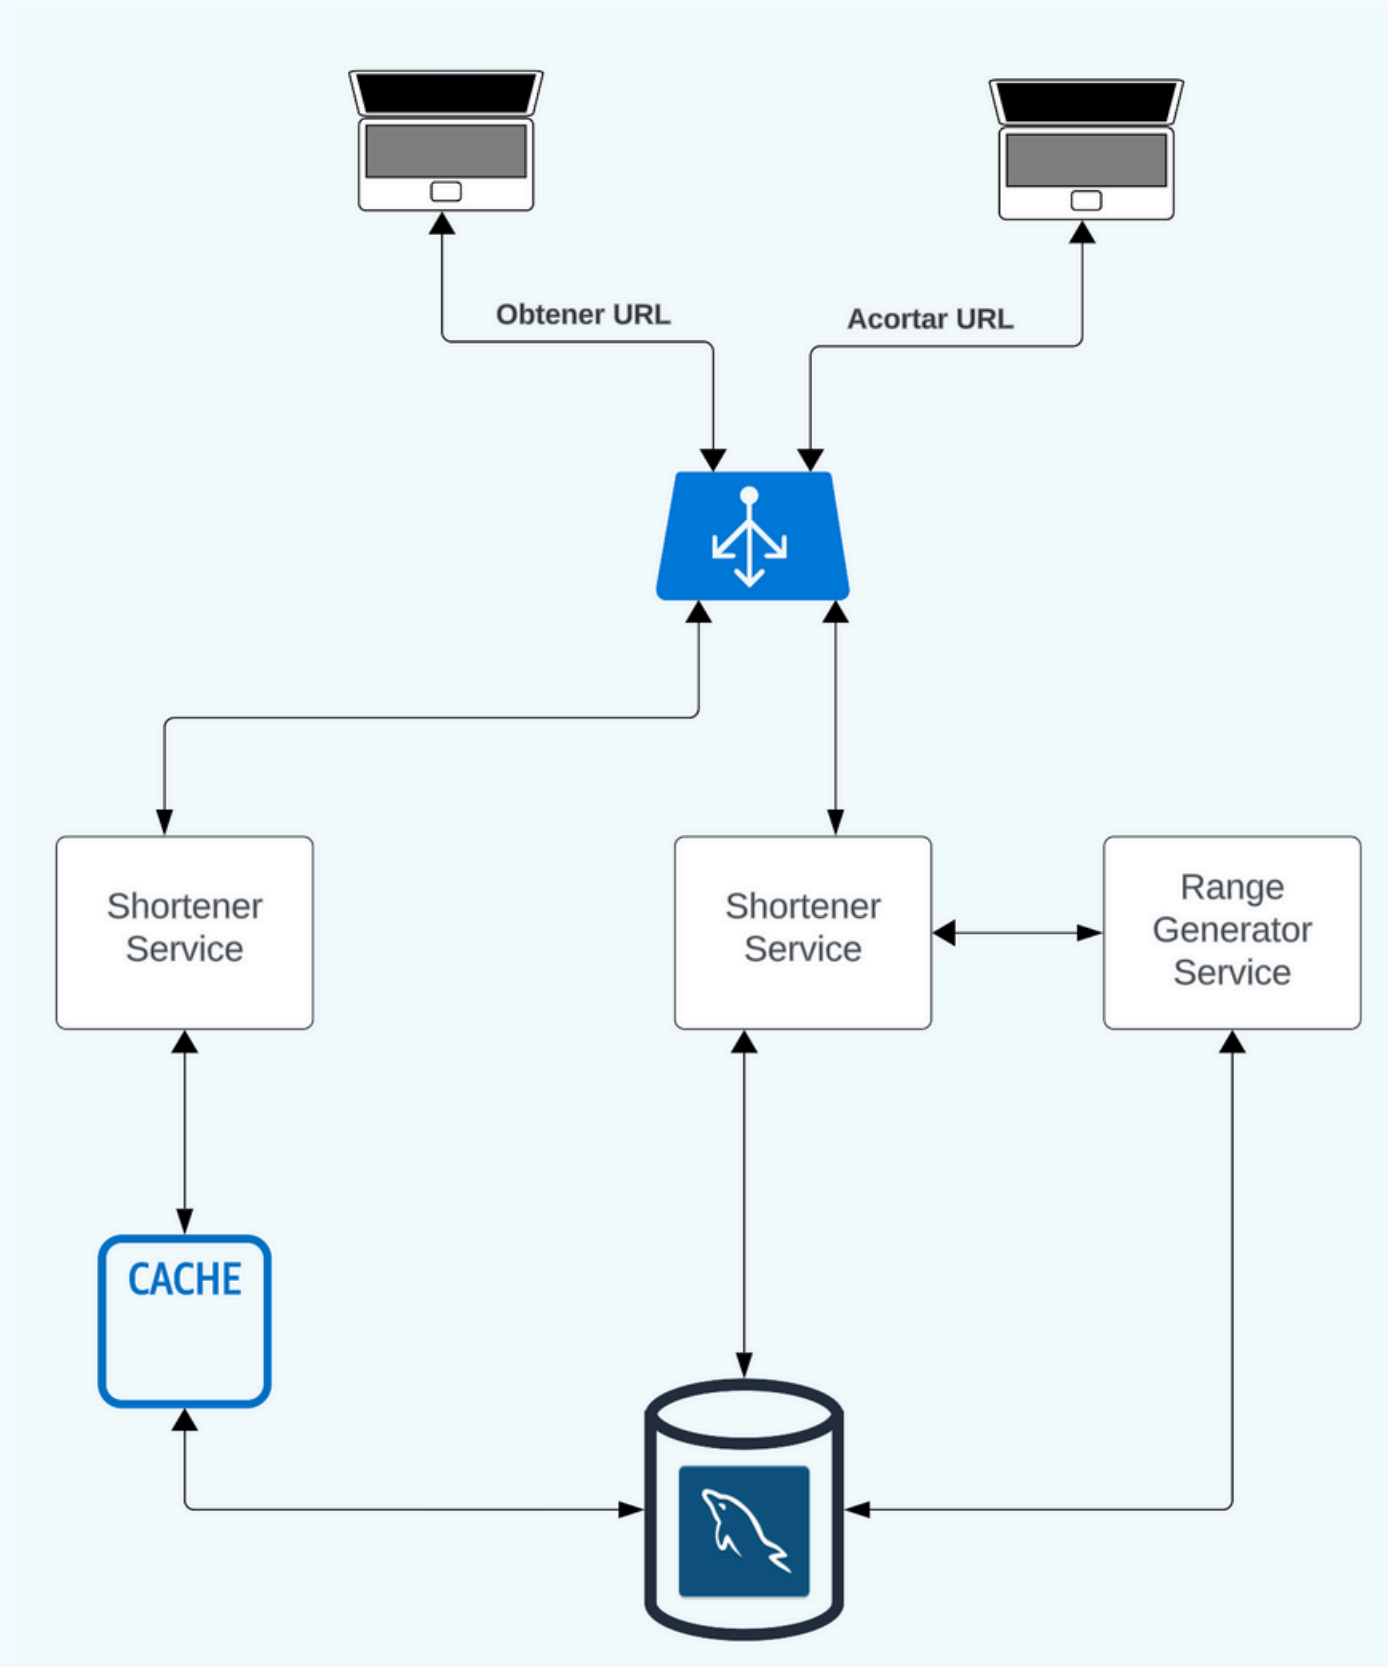 Obtener URL
Acortar URL
Shortener
Service
Shortener
Service
Range
Generator
Service
CACHE